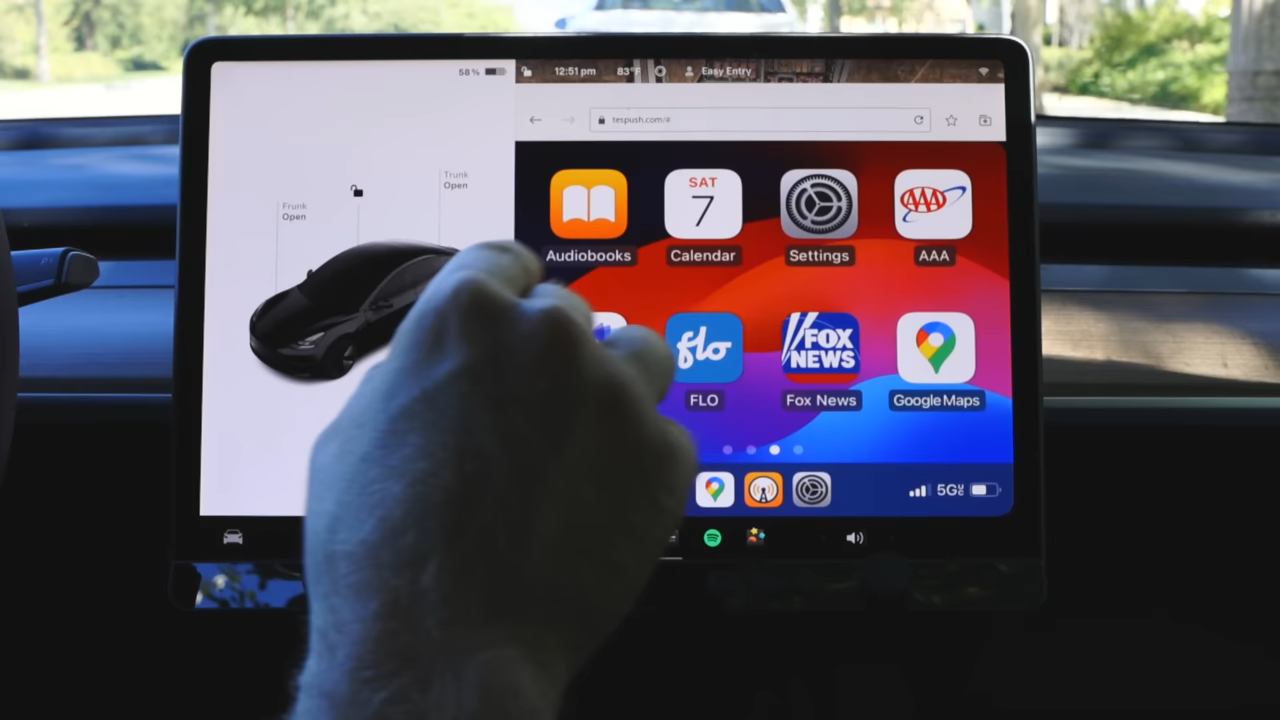 58 %
12:51 pm
83°F
Easy Entry
tespush.com/#
Trunk
Open
Frunk
Open
SAT
7
AAA
Audiobooks
Calendar
Settings
AAA
flo
FOX
NEWS
FLO
Fox News
Google Maps
5G